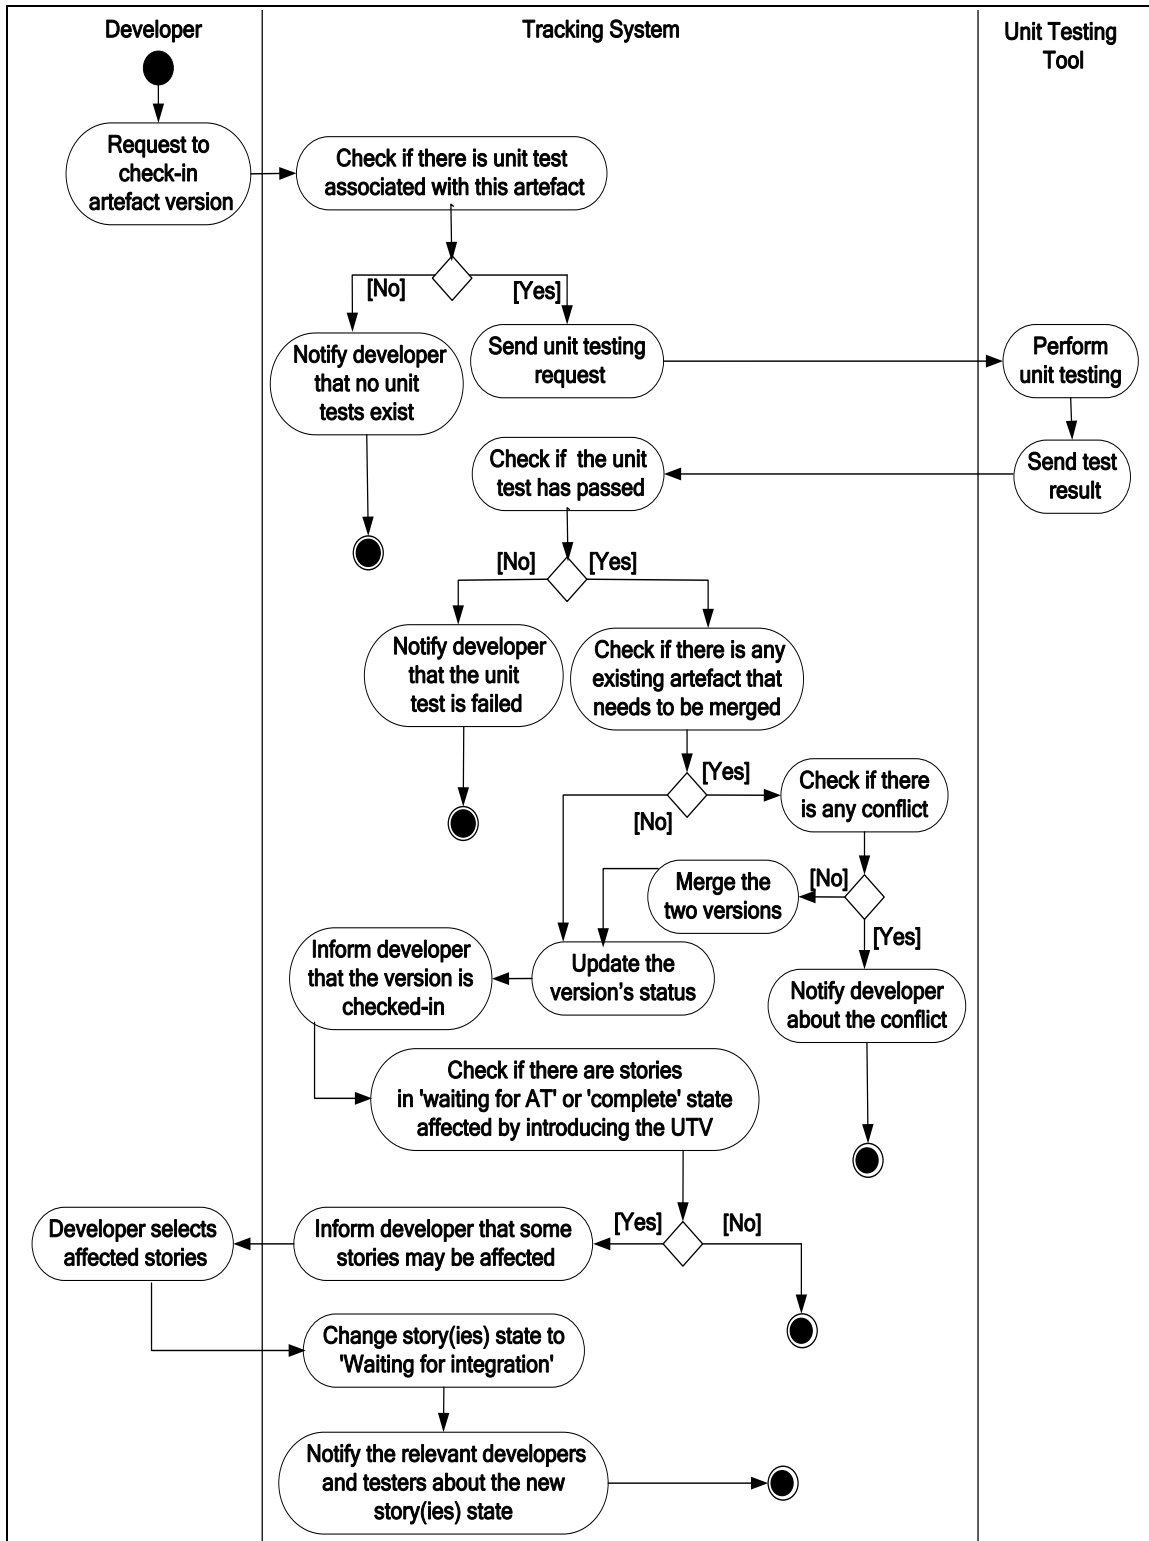 Developer
Tracking System
Unit Testing
Tool
Request to
check-in
artefact version
Check if there is unit test
associated with this artefact
[No]
[Yes]
Notify developer
that no unit
tests exist
Send unit testing
request
Perform
unit testing
Check if the unit
test has passed
Send test
result
[No]
[Yes]
Notify developer
that the unit
test is failed
Check if there is any
existing artefact that
needs to be merged
[Yes]
[No]
Check if there
is any conflict
Merge the
two versions
[No]
[Yes]
Inform developer
that the version is
checked-in
Update the
version's status
Notify developer
about the conflict
Check if there are stories
in 'waiting for AT' or 'complete' state
affected by introducing the UTV
Developer selects
affected stories
Inform developer that some
stories may be affected
[Yes]
[No]
Change story(ies) state to
'Waiting for integration'
Notify the relevant developers
and testers about the new
story(ies) state